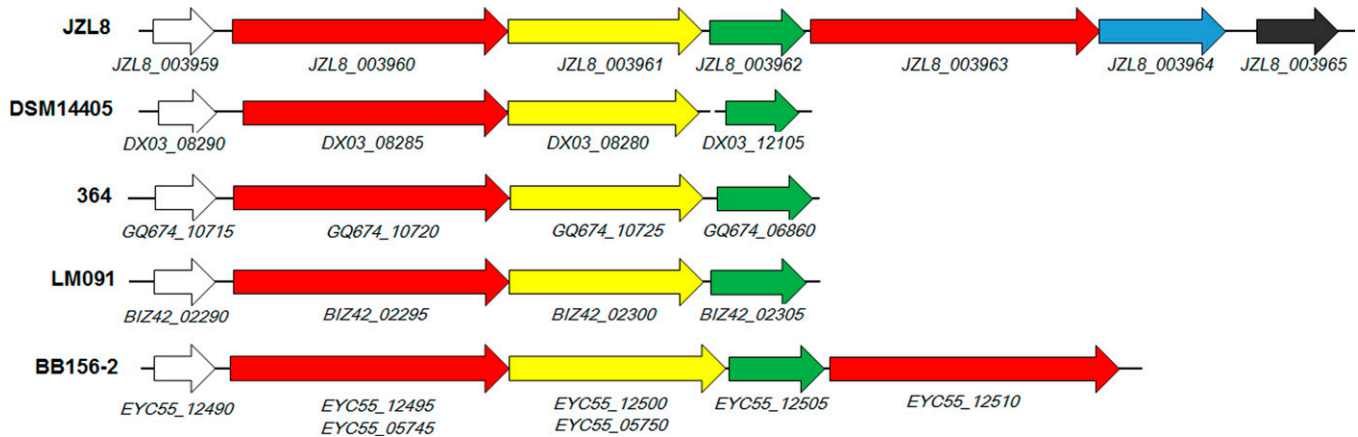 JZL8
JZL8_003959 JZL8_003960 JZL8_003961 JZL8_003962 JZL8_003963 JZL8_003964 JZL8_003965
DSM14405
DX03_08290 DX03_08285 DX03_08280 DX03_12105
364
GQ674_10715 GQ674_10720 GQ674_10725 GQ674_06860
LM091
BIZ42_02290 BIZ42_02295 BIZ42_02300 BIZ42_02305
BB156-2
EYC55_12490 EYC55_12495 EYC55_12500 EYC55_12505 EYC55_12510
EYC55_05745 EYC55_05750